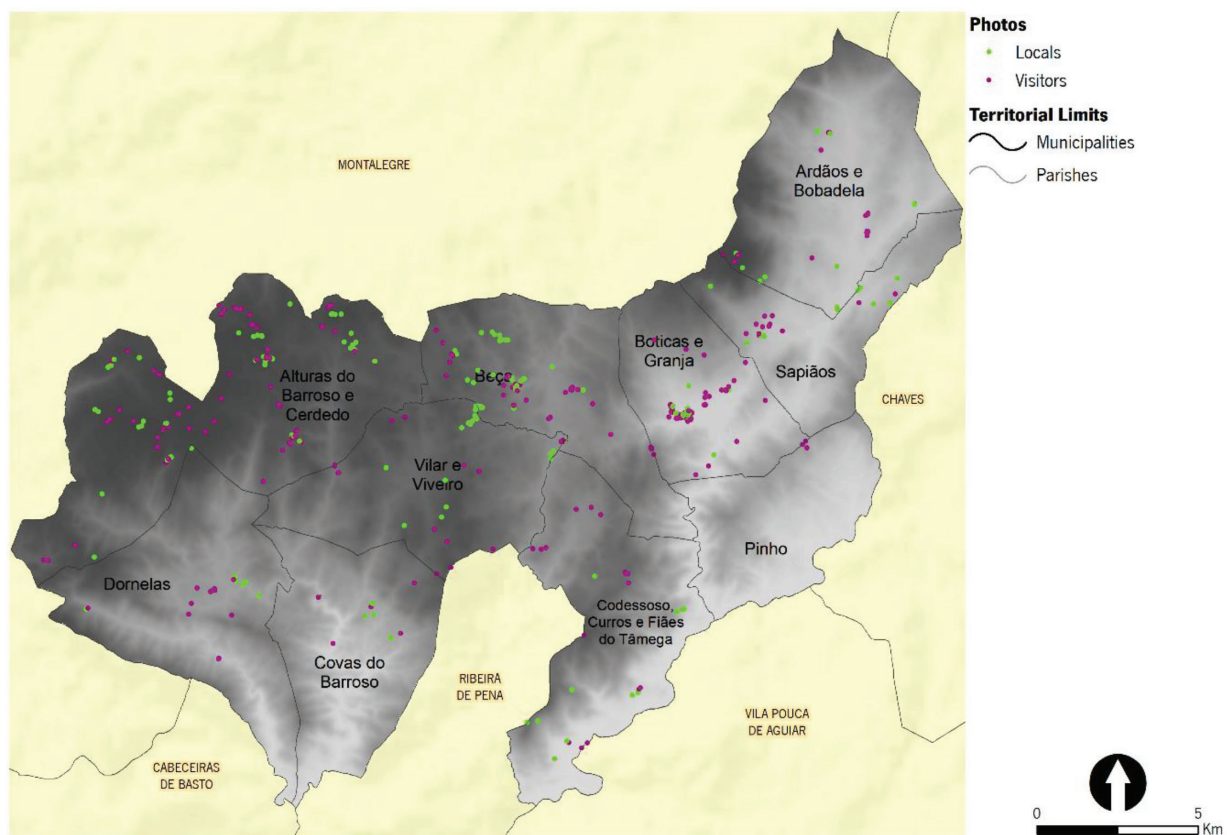 Photos
Locals
Visitors
Territorial Limits
Municipalities
Parishes
MONTALEGRE
Ardãos e
Bobadela
Boticas e
Granja
Sapiãos
CHAVES
Beça
Alturas do
Barroso e
Cerdedo
Vilar e
Viveiro
Pinho
Dornelas
Codessoso,
Curros e Fiães
do Tâmega
Covas do
Barroso
RIBEIRA
DE PENA
VILA POUCA
DE AGUIAR
CABECEIRAS
DE BASTO
0 5
Km